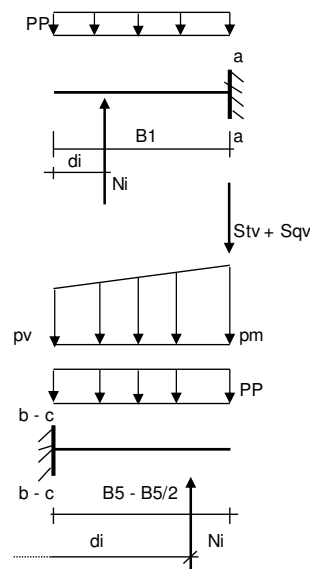 PP
a
B1
a
di
Ni
Stv + Sqv
pv pm
PP
b - c
b - c
B5 - B5/2
di Ni